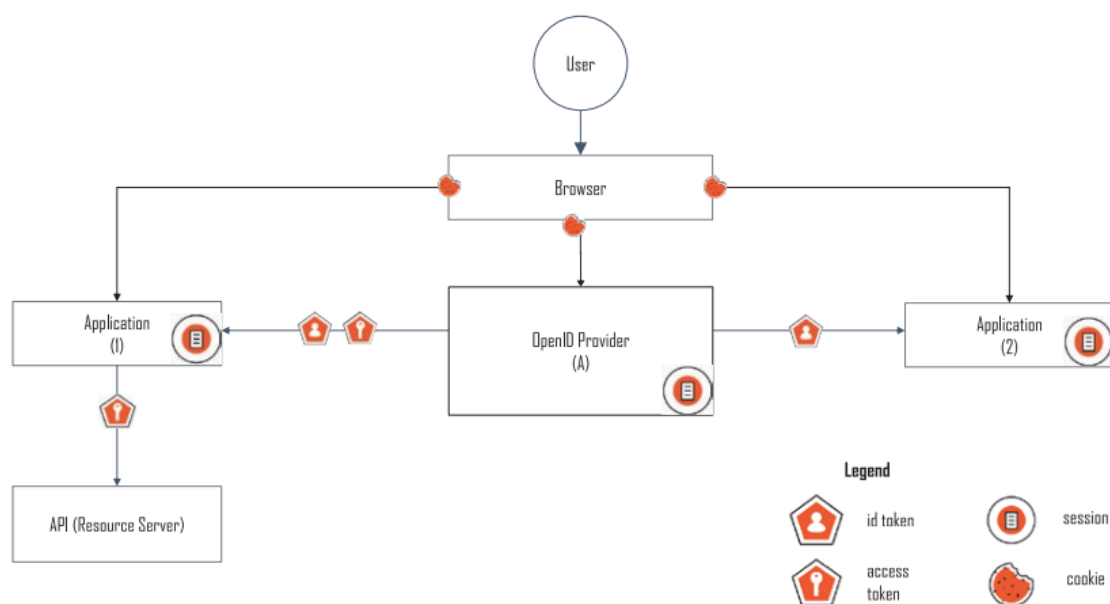 User
Browser
Application
(1)
OpenID Provider
(A)
Application
(2)
API (Resource Server)
Legend
id token
session
access
token
cookie